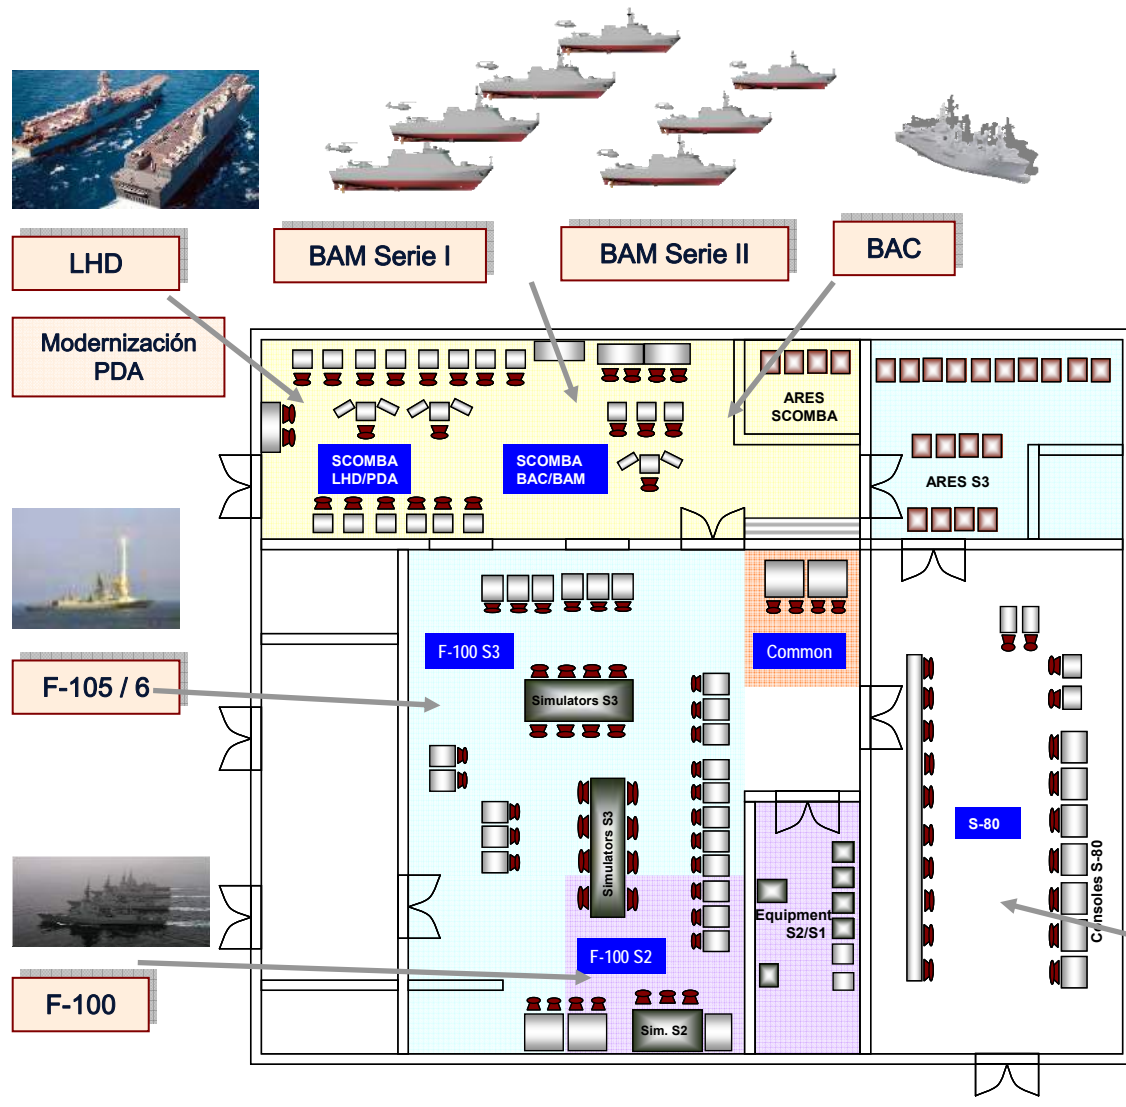 LHD
BAM Serie I
BAM Serie II
BAC
Modernización
PDA
ARES
SCOMBA
SCOMBA
LHD/PDA
SCOMBA
BAC/BAM
ARES S3
F-100 S3
Common
F-105 / 6
Simulators S3
Simulators S3
S-80
Consoles S-80
Equipment
S2/S1
F-100 S2
F-100
Sim. S2